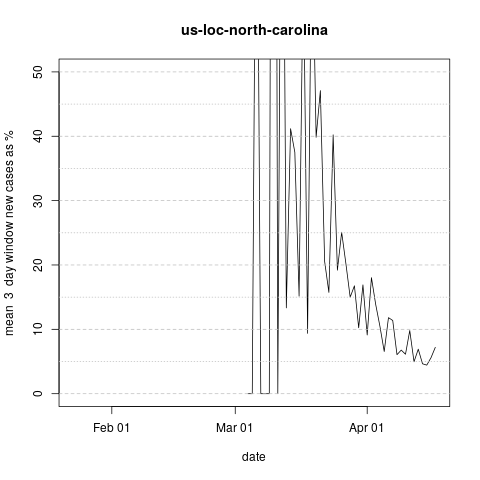 us-loc-north-carolina
mean 3 day window new cases as %
50
40
30
20
10
0
Feb 01
Mar 01
Apr 01
date